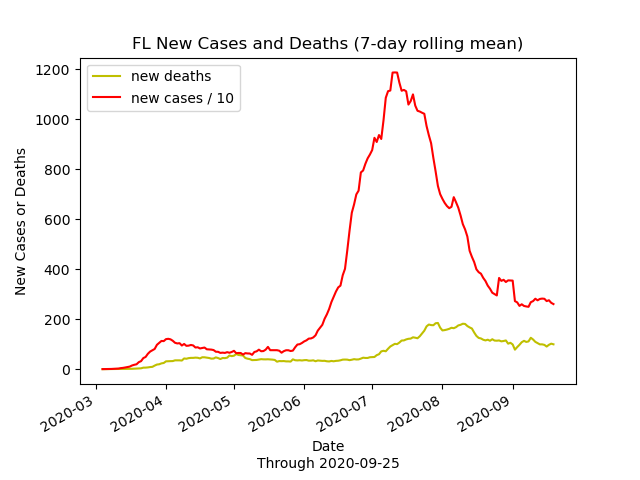 FL New Cases and Deaths (7-day rolling mean)
new deaths
new cases / 10
1200
1000
800
600
400
200
0
New Cases or Deaths
2020-03
2020-04
2020-05
2020-06
2020-07
2020-08
2020-09
Date
Through 2020-09-25